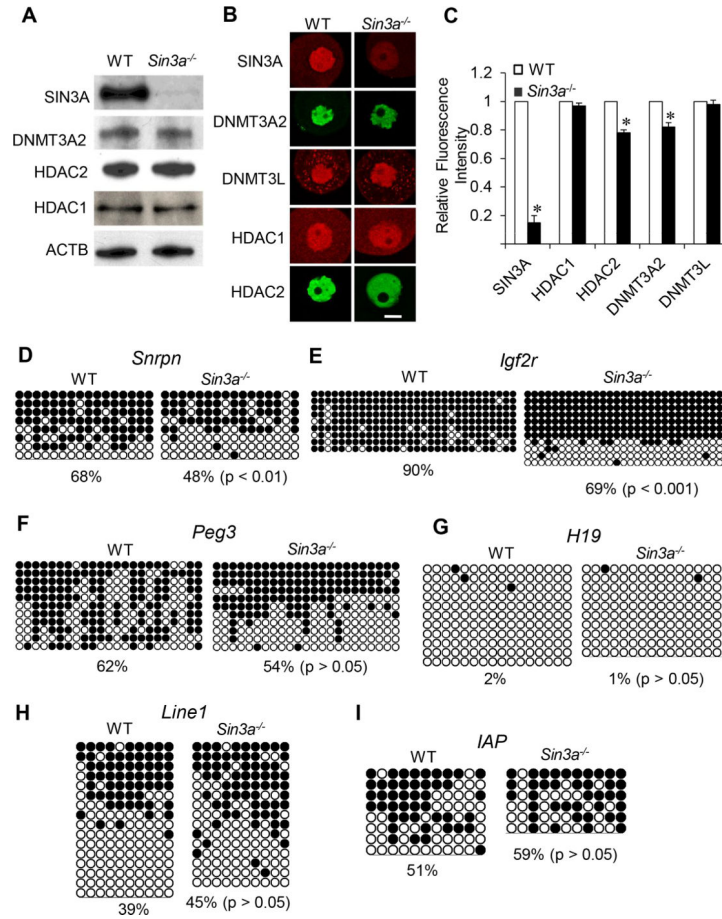 A
WT Sin3a-/-
SIN3A
DNMT3A2
HDAC2
HDAC1
ACTB
B
WT Sin3a-/-
SIN3A
DNMT3A2
DNMT3L
HDAC1
HDAC2
C
WT
Sin3a-/-
Relative Fluorescence
Intensity
1.2
1
0.8
0.6
0.4
0.2
*
*
*
SIN3A
HDAC1
HDAC2
DNMT3A2
DNMT3L
D
Snrpn
WT Sin3a-/-
68% 48% (p < 0.01)
E
Igf2r
WT Sin3a-/-
90% 69% (p < 0.001)
F
Peg3
WT Sin3a-/-
62% 54% (p > 0.05)
G
H19
WT Sin3a-/-
2% 1% (p > 0.05)
H
Line1
WT Sin3a-/-
39% 45% (p > 0.05)
I
IAP
WT Sin3a-/-
51% 59% (p > 0.05)